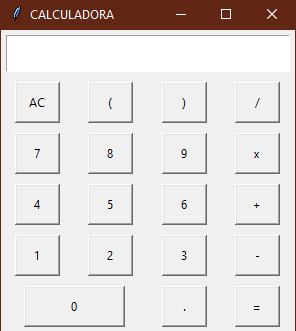 CALCULADORA
AC ( ) /
7 8 9 x
4 5 6 +
1 2 3 -
0 . =